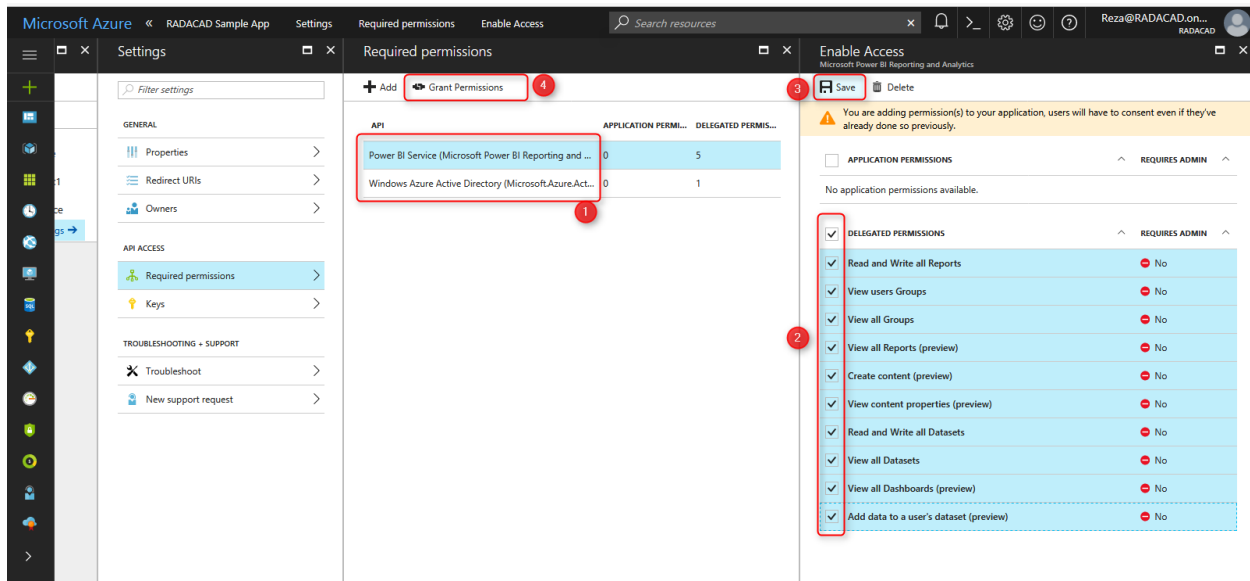 Microsoft Azure « RADACAD Sample App Settings Required permissions Enable Access Search resources Reza@RADACAD.on...
RADACAD
Settings
Filter settings
GENERAL
Properties
Redirect URIs
Owners
API ACCESS
Required permissions
Keys
TROUBLESHOOTING + SUPPORT
Troubleshoot
New support request
:1
ce
gs →
Required permissions
Add Grant Permissions 4
API APPLICATION PERMI... DELEGATED PERMIS...
Power BI Service (Microsoft Power BI Reporting and ... 0 5
Windows Azure Active Directory (Microsoft.Azure.Act... 0 1
1
Enable Access
Microsoft Power BI Reporting and Analytics
3 Save Delete
You are adding permission(s) to your application, users will have to consent even if they've
already done so previously.
APPLICATION PERMISSIONS REQUIRES ADMIN
No application permissions available.
DELEGATED PERMISSIONS REQUIRES ADMIN
Read and Write all Reports No
View users Groups No
View all Groups No
2
View all Reports (preview) No
Create content (preview) No
View content properties (preview) No
Read and Write all Datasets No
View all Datasets No
View all Dashboards (preview) No
Add data to a user's dataset (preview) No